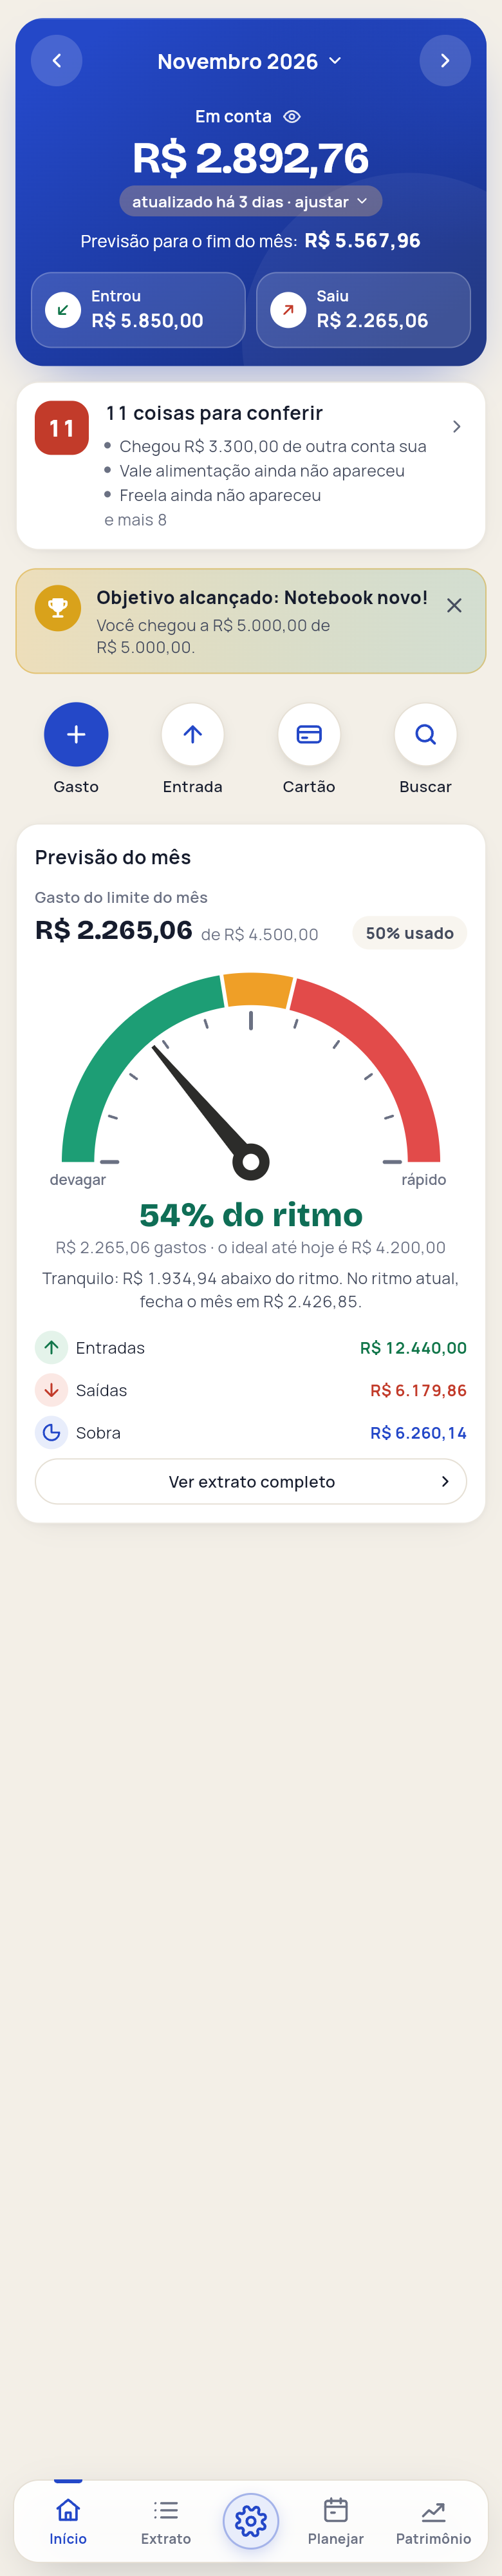 Novembro 2026
Em conta
R$ 2.892,76
atualizado há 3 dias · ajustar
Previsão para o fim do mês: R$ 5.567,96
Entrou
R$ 5.850,00
Saiu
R$ 2.265,06
11
11 coisas para conferir
Chegou R$ 3.300,00 de outra conta sua
Vale alimentação ainda não apareceu
Freela ainda não apareceu
e mais 8
Objetivo alcançado: Notebook novo!
Você chegou a R$ 5.000,00 de
R$ 5.000,00.
Gasto
Entrada
Cartão
Buscar
Previsão do mês
Gasto do limite do mês
R$ 2.265,06 de R$ 4.500,00
50% usado
devagar
rápido
54% do ritmo
R$ 2.265,06 gastos · o ideal até hoje é R$ 4.200,00
Tranquilo: R$ 1.934,94 abaixo do ritmo. No ritmo atual,
fecha o mês em R$ 2.426,85.
Entradas R$ 12.440,00
Saídas R$ 6.179,86
Sobra R$ 6.260,14
Ver extrato completo
Início
Extrato
Planejar
Patrimônio